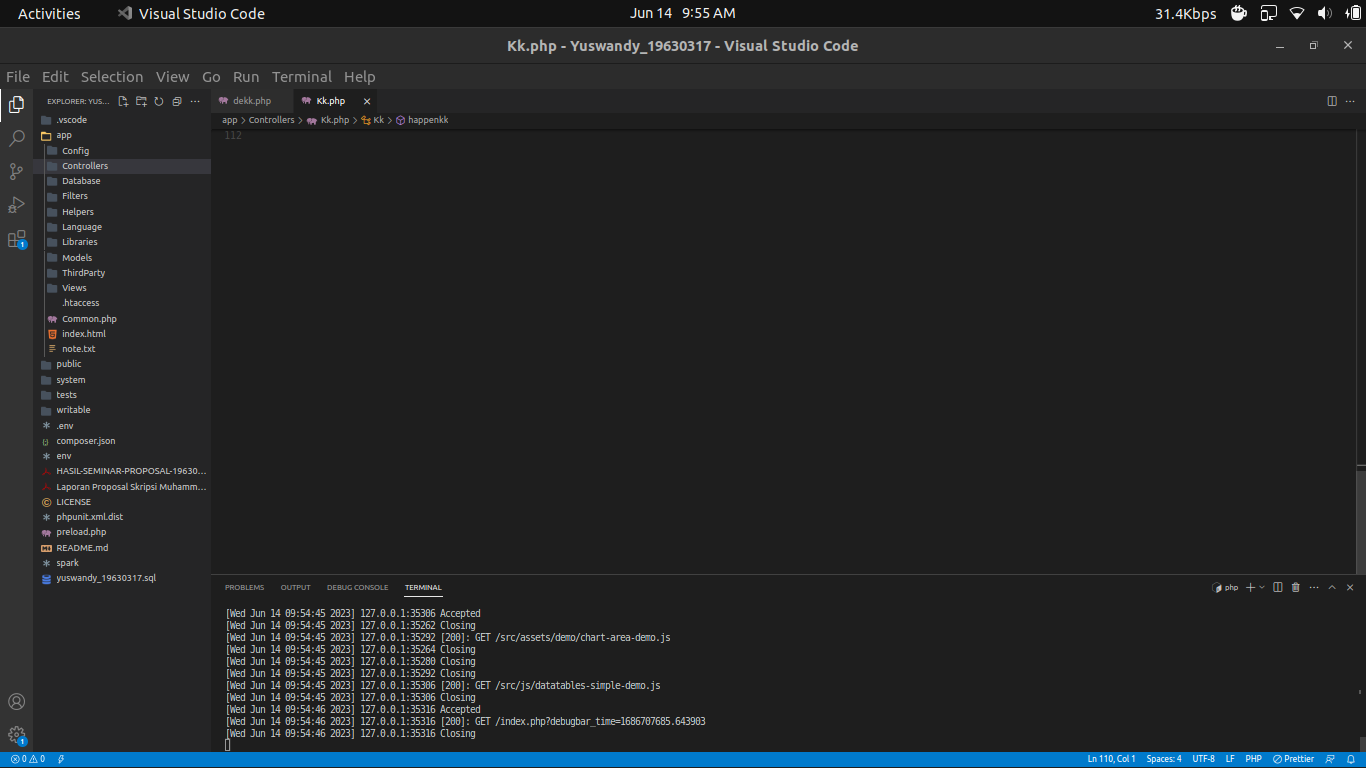 Activities Visual Studio Code Jun 14 9:55 AM 31.4Kbps
Kk.php - Yuswandy_19630317 - Visual Studio Code
File Edit Selection View Go Run Terminal Help
EXPLORER: YUS...
dekk.php Kk.php
app > Controllers > Kk.php > Kk > happenkk
112
.vscode
app
Config
Controllers
Database
Filters
Helpers
Language
Libraries
Models
ThirdParty
Views
.htaccess
Common.php
index.html
note.txt
public
system
tests
writable
.env
composer.json
env
HASIL-SEMINAR-PROPOSAL-19630...
Laporan Proposal Skripsi Muhamm...
LICENSE
phpunit.xml.dist
preload.php
README.md
spark
yuswandy_19630317.sql
1
1
PROBLEMS OUTPUT DEBUG CONSOLE TERMINAL php
[Wed Jun 14 09:54:45 2023] 127.0.0.1:35306 Accepted
[Wed Jun 14 09:54:45 2023] 127.0.0.1:35262 Closing
[Wed Jun 14 09:54:45 2023] 127.0.0.1:35292 [200]: GET /src/assets/demo/chart-area-demo.js
[Wed Jun 14 09:54:45 2023] 127.0.0.1:35264 Closing
[Wed Jun 14 09:54:45 2023] 127.0.0.1:35280 Closing
[Wed Jun 14 09:54:45 2023] 127.0.0.1:35292 Closing
[Wed Jun 14 09:54:45 2023] 127.0.0.1:35306 [200]: GET /src/js/datatables-simple-demo.js
[Wed Jun 14 09:54:45 2023] 127.0.0.1:35306 Closing
[Wed Jun 14 09:54:46 2023] 127.0.0.1:35316 Accepted
[Wed Jun 14 09:54:46 2023] 127.0.0.1:35316 [200]: GET /index.php?debugbar_time=1686707685.643903
[Wed Jun 14 09:54:46 2023] 127.0.0.1:35316 Closing
0 0 Ln 110, Col 1 Spaces: 4 UTF-8 LF PHP Prettier